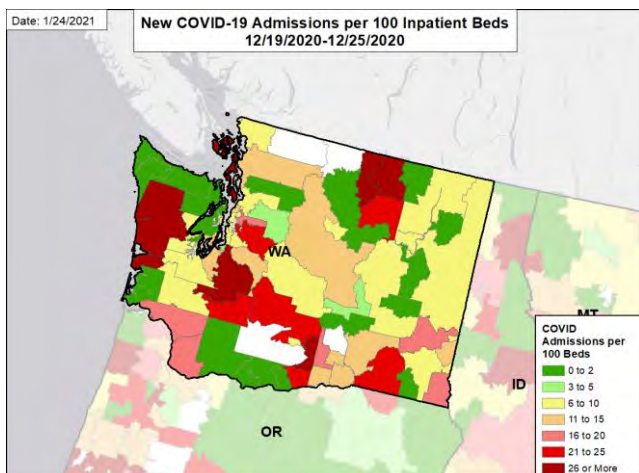 Date: 1/24/2021
New COVID-19 Admissions per 100 Inpatient Beds
12/19/2020-12/25/2020
WA
MT
ID
OR
COVID
Admissions per
100 Beds
0 to 2
3 to 5
6 to 10
11 to 15
16 to 20
21 to 25
26 or More